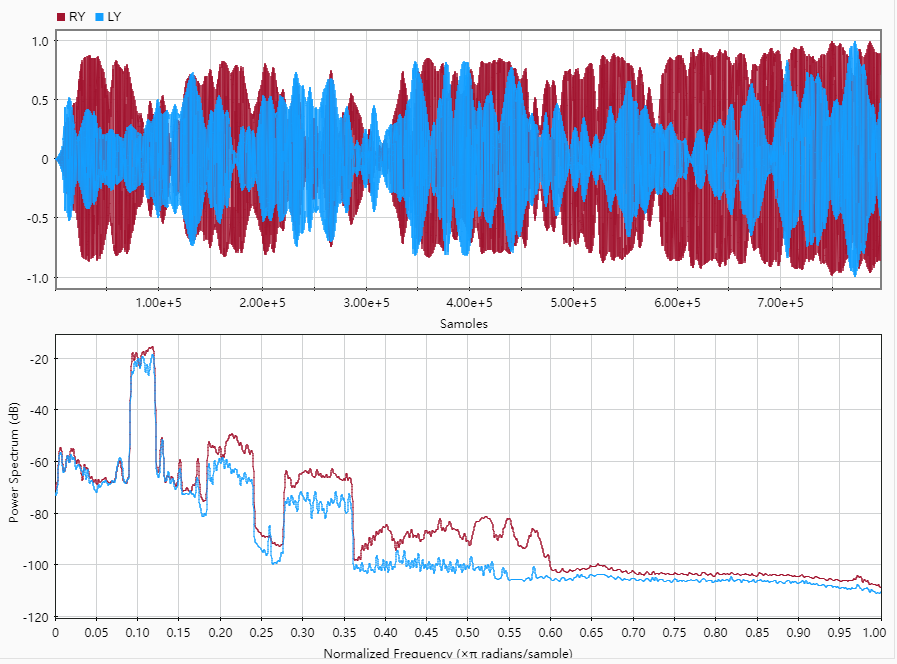 RY LY
1.0
0.5
0
-0.5
-1.0
1.00e+5 2.00e+5 3.00e+5 4.00e+5 5.00e+5 6.00e+5 7.00e+5
Samples
Power Spectrum (dB)
-20
-40
-60
-80
-100
-120
0 0.05 0.10 0.15 0.20 0.25 0.30 0.35 0.40 0.45 0.50 0.55 0.60 0.65 0.70 0.75 0.80 0.85 0.90 0.95 1.00
Normalized Frequency (×π radians/sample)